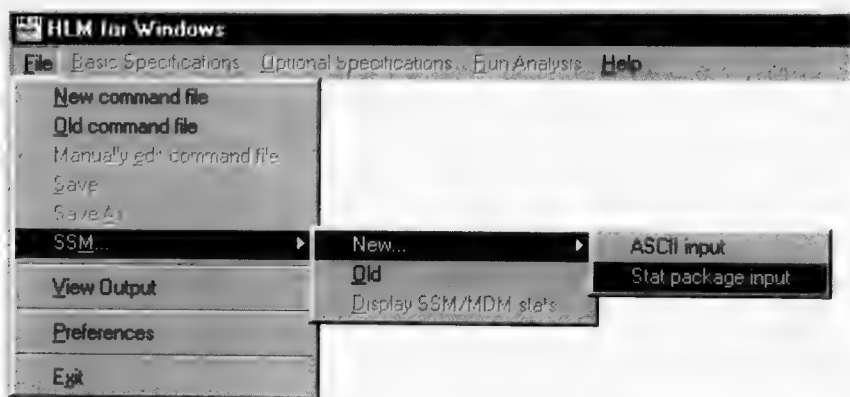 HLM for Windows
File Basic Specifications Optional Specifications Run Analysis Help
New command file
Old command file
Manually edit command file
Save
Save As
SSM...
View Output
Preferences
Exit
New...
Old
Display SSM/MDM stats
ASCII input
Stat package input